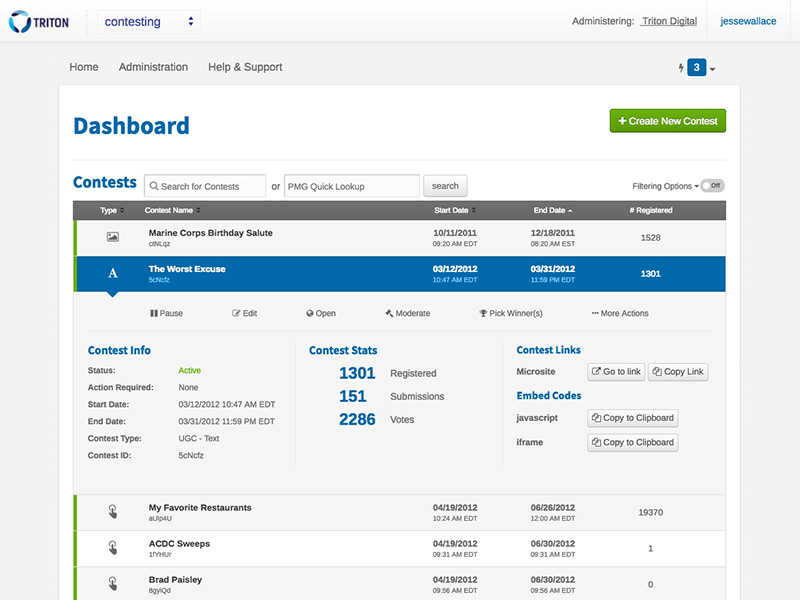 TRITON contesting Administering: Triton Digital jessewallace
Home Administration Help & Support 3
Dashboard + Create New Contest
Contests Search for Contests or PMG Quick Lookup search Filtering Options Off
Type Contest Name Start Date End Date # Registered
Marine Corps Birthday Salute 10/11/2011 12/18/2011 1528
ctNLqz 09:20 AM EDT 08:20 AM EST
A The Worst Excuse 03/12/2012 03/31/2012 1301
5cNcfz 10:47 AM EDT 11:59 PM EDT
Pause Edit Open Moderate Pick Winner(s) More Actions
Contest Info Contest Stats Contest Links
Status: Active 1301 Registered Microsite Go to link Copy Link
Action Required: None 151 Submissions Embed Codes
Start Date: 03/12/2012 10:47 AM EDT 2286 Votes javascript Copy to Clipboard
End Date: 03/31/2012 11:59 PM EDT
Contest Type: UGC - Text iframe Copy to Clipboard
Contest ID: 5cNcfz
My Favorite Restaurants 04/19/2012 06/26/2012 19370
aUlp4U 10:24 AM EDT 12:00 AM EDT
ACDC Sweeps 04/19/2012 06/30/2012 1
1fYHUr 09:31 AM EDT 09:31 AM EDT
Brad Paisley 04/19/2012 06/30/2012 0
8gyiQd 09:56 AM EDT 09:56 AM EDT